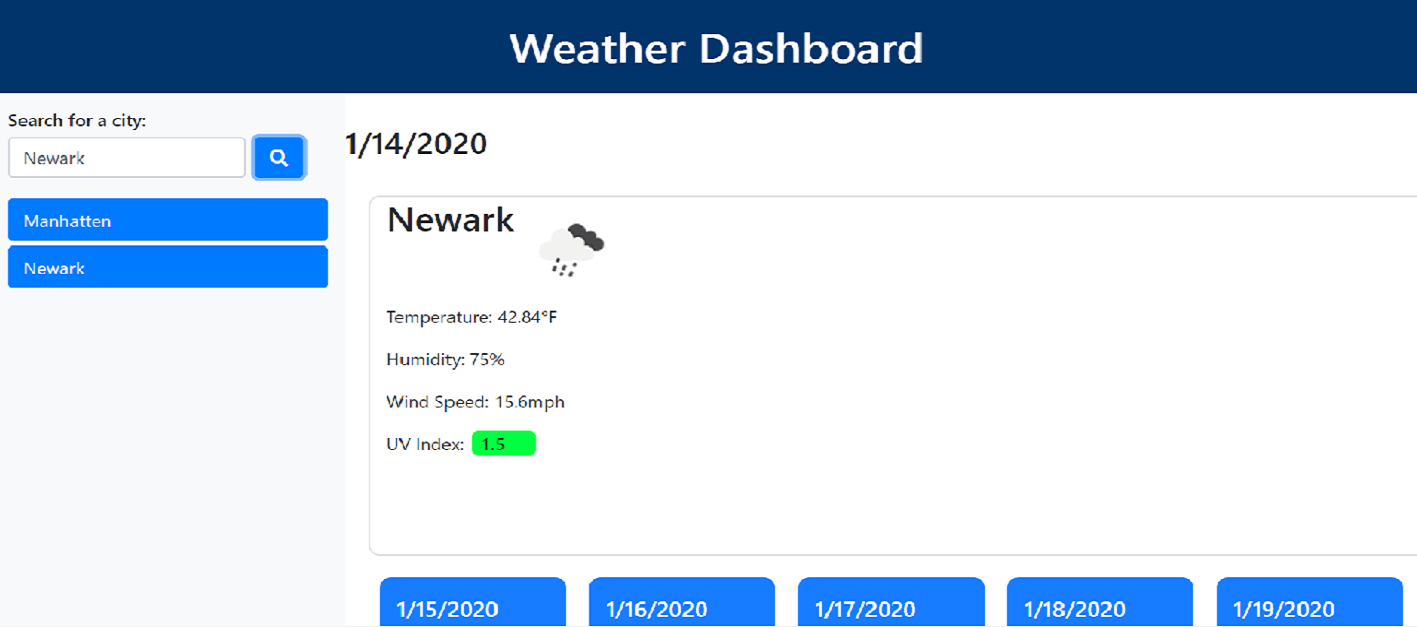 Weather Dashboard
Search for a city:
Newark
Manhatten
Newark
1/14/2020
Newark
Temperature: 42.84°F
Humidity: 75%
Wind Speed: 15.6mph
UV Index: 1.5
1/15/2020
1/16/2020
1/17/2020
1/18/2020
1/19/2020